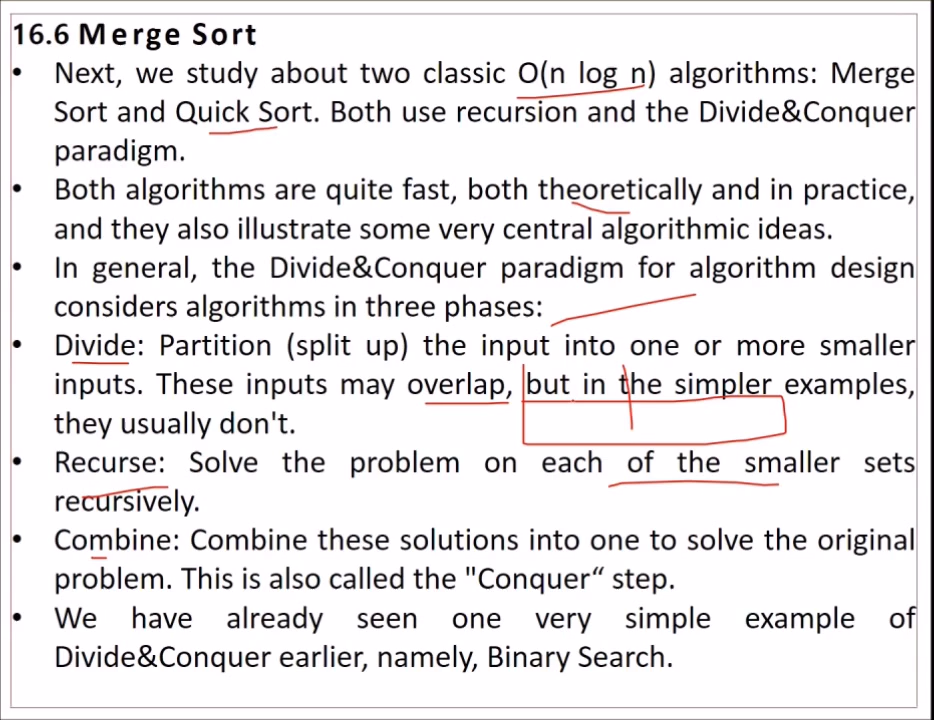 16.6 Merge Sort
• Next, we study about two classic O(n log n) algorithms: Merge
Sort and Quick Sort. Both use recursion and the Divide&Conquer
paradigm.
• Both algorithms are quite fast, both theoretically and in practice,
and they also illustrate some very central algorithmic ideas.
• In general, the Divide&Conquer paradigm for algorithm design
considers algorithms in three phases:
• Divide: Partition (split up) the input into one or more smaller
inputs. These inputs may overlap, but in the simpler examples,
they usually don't.
• Recurse: Solve the problem on each of the smaller sets
recursively.
• Combine: Combine these solutions into one to solve the original
problem. This is also called the "Conquer“ step.
• We have already seen one very simple example of
Divide&Conquer earlier, namely, Binary Search.